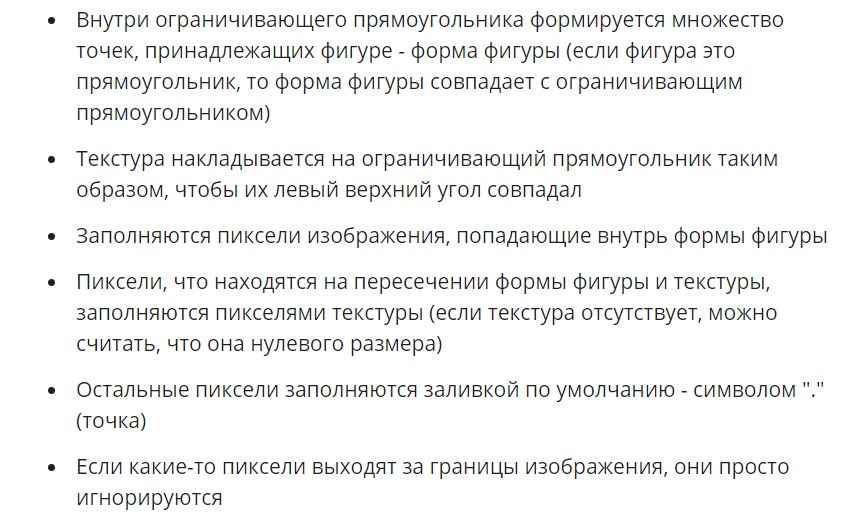 • Внутри ограничивающего прямоугольника формируется множество
точек, принадлежащих фигуре - форма фигуры (если фигура это
прямоугольник, то форма фигуры совпадает с ограничивающим
прямоугольником)
• Текстура накладывается на ограничивающий прямоугольник таким
образом, чтобы их левый верхний угол совпадал
• Заполняются пиксели изображения, попадающие внутрь формы фигуры
• Пиксели, что находятся на пересечении формы фигуры и текстуры,
заполняются пикселями текстуры (если текстура отсутствует, можно
считать, что она нулевого размера)
• Остальные пиксели заполняются заливкой по умолчанию - символом "."
(точка)
• Если какие-то пиксели выходят за границы изображения, они просто
игнорируются